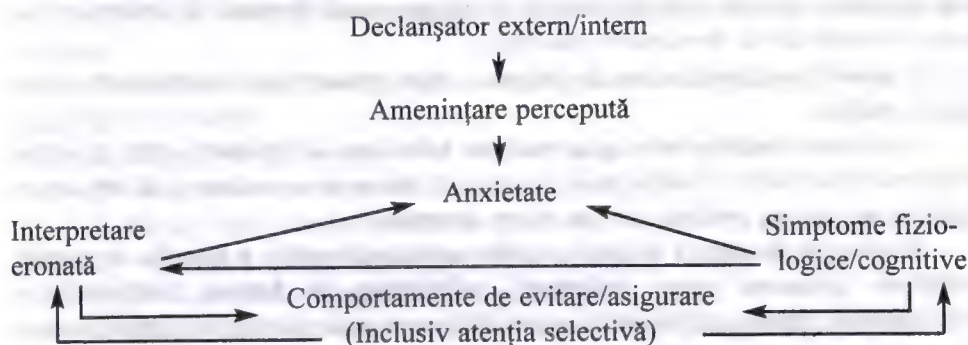 Declanşator extern/intern
Ameninţare percepută
Anxietate
Interpretare
eronată
Simptome fizio-
logice/cognitive
Comportamente de evitare/asigurare
(Inclusiv atenţia selectivă)